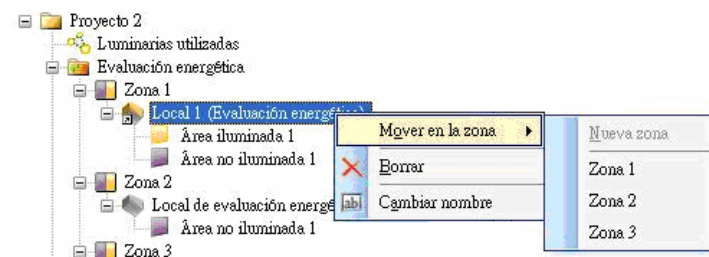 Proyecto 2
Luminarias utilizadas
Evaluación energética
Zona 1
Local 1 (Evaluación energética)
Área iluminada 1
Área no iluminada 1
Zona 2
Local de evaluación energé
Área no iluminada 1
Zona 3
Mover en la zona
Borrar
Cambiar nombre
Nueva zona
Zona 1
Zona 2
Zona 3